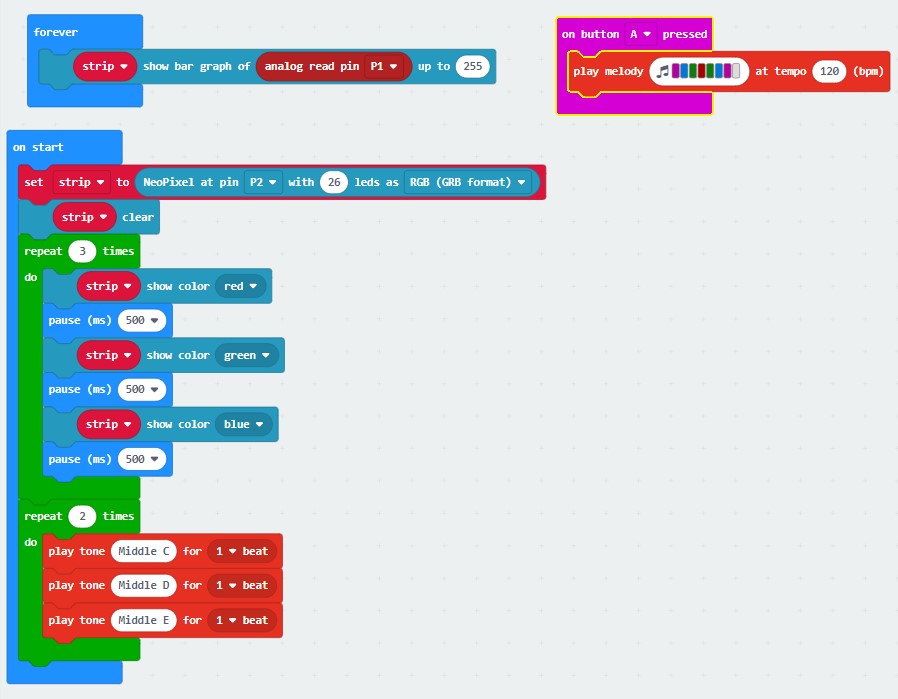 forever
strip show bar graph of analog read pin P1 up to 255
on button A pressed
play melody at tempo 120 (bpm)
on start
set strip to NeoPixel at pin P2 with 26 leds as RGB (GRB format)
strip clear
repeat 3 times
do
strip show color red
pause (ms) 500
strip show color green
pause (ms) 500
strip show color blue
pause (ms) 500
repeat 2 times
do
play tone Middle C for 1 beat
play tone Middle D for 1 beat
play tone Middle E for 1 beat